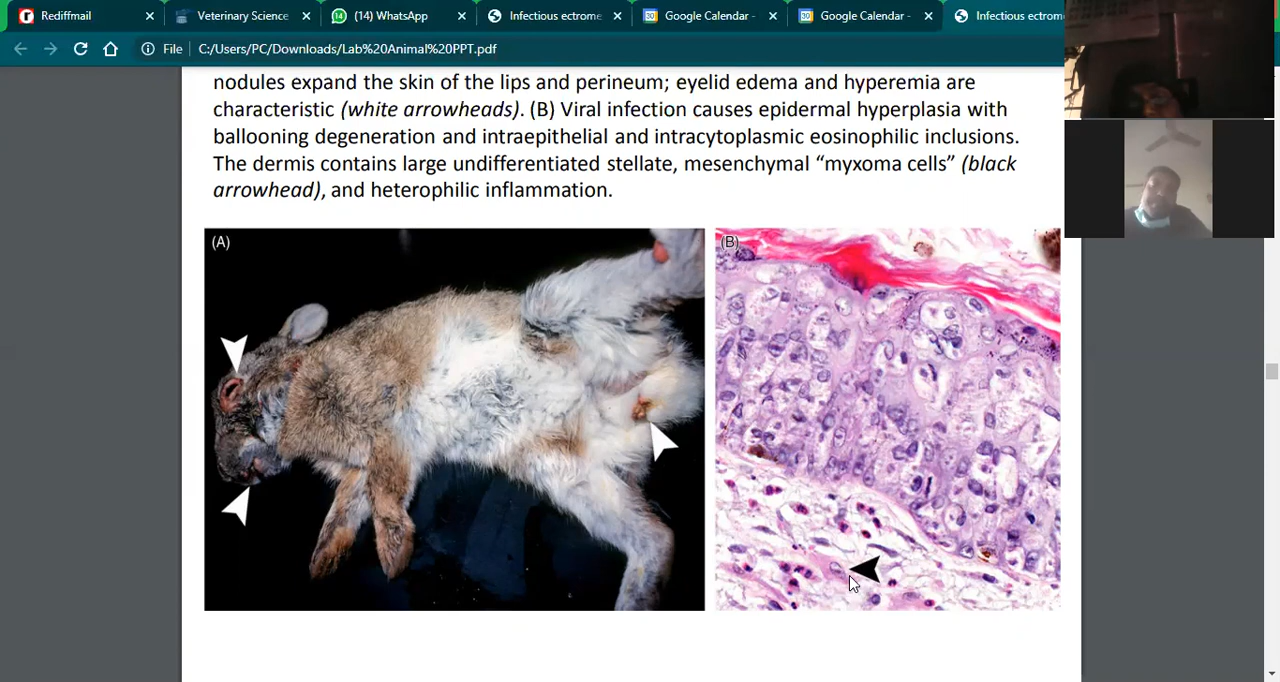 Rediffmail
Veterinary Science
(14) WhatsApp
Infectious ectrome
Google Calendar -
Google Calendar -
Infectious ectrom
File C:/Users/PC/Downloads/Lab%20Animal%20PPT.pdf
nodules expand the skin of the lips and perineum; eyelid edema and hyperemia are
characteristic (white arrowheads). (B) Viral infection causes epidermal hyperplasia with
ballooning degeneration and intraepithelial and intracytoplasmic eosinophilic inclusions.
The dermis contains large undifferentiated stellate, mesenchymal “myxoma cells” (black
arrowhead), and heterophilic inflammation.
(A)
(B)